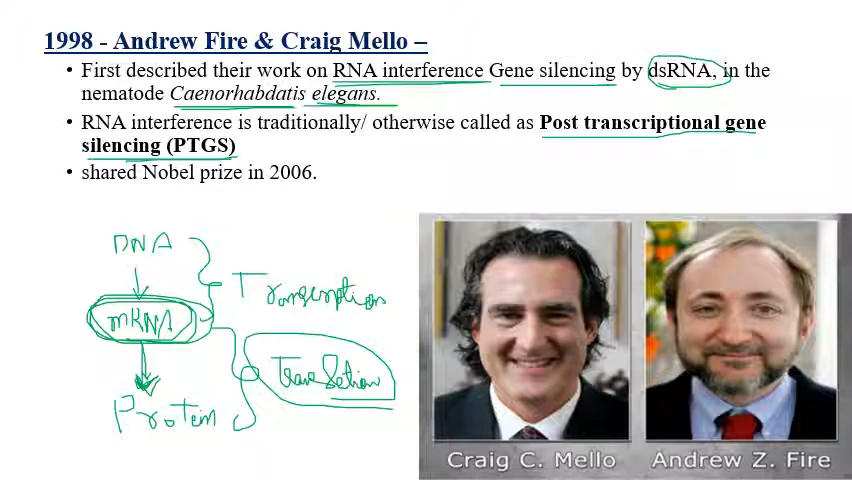 1998 - Andrew Fire & Craig Mello –
• First described their work on RNA interference Gene silencing by dsRNA, in the
nematode Caenorhabdatis elegans.
• RNA interference is traditionally/ otherwise called as Post transcriptional gene
silencing (PTGS)
• shared Nobel prize in 2006.
DNA
Transcription
mRNA
Protein
Craig C. Mello
Andrew Z. Fire